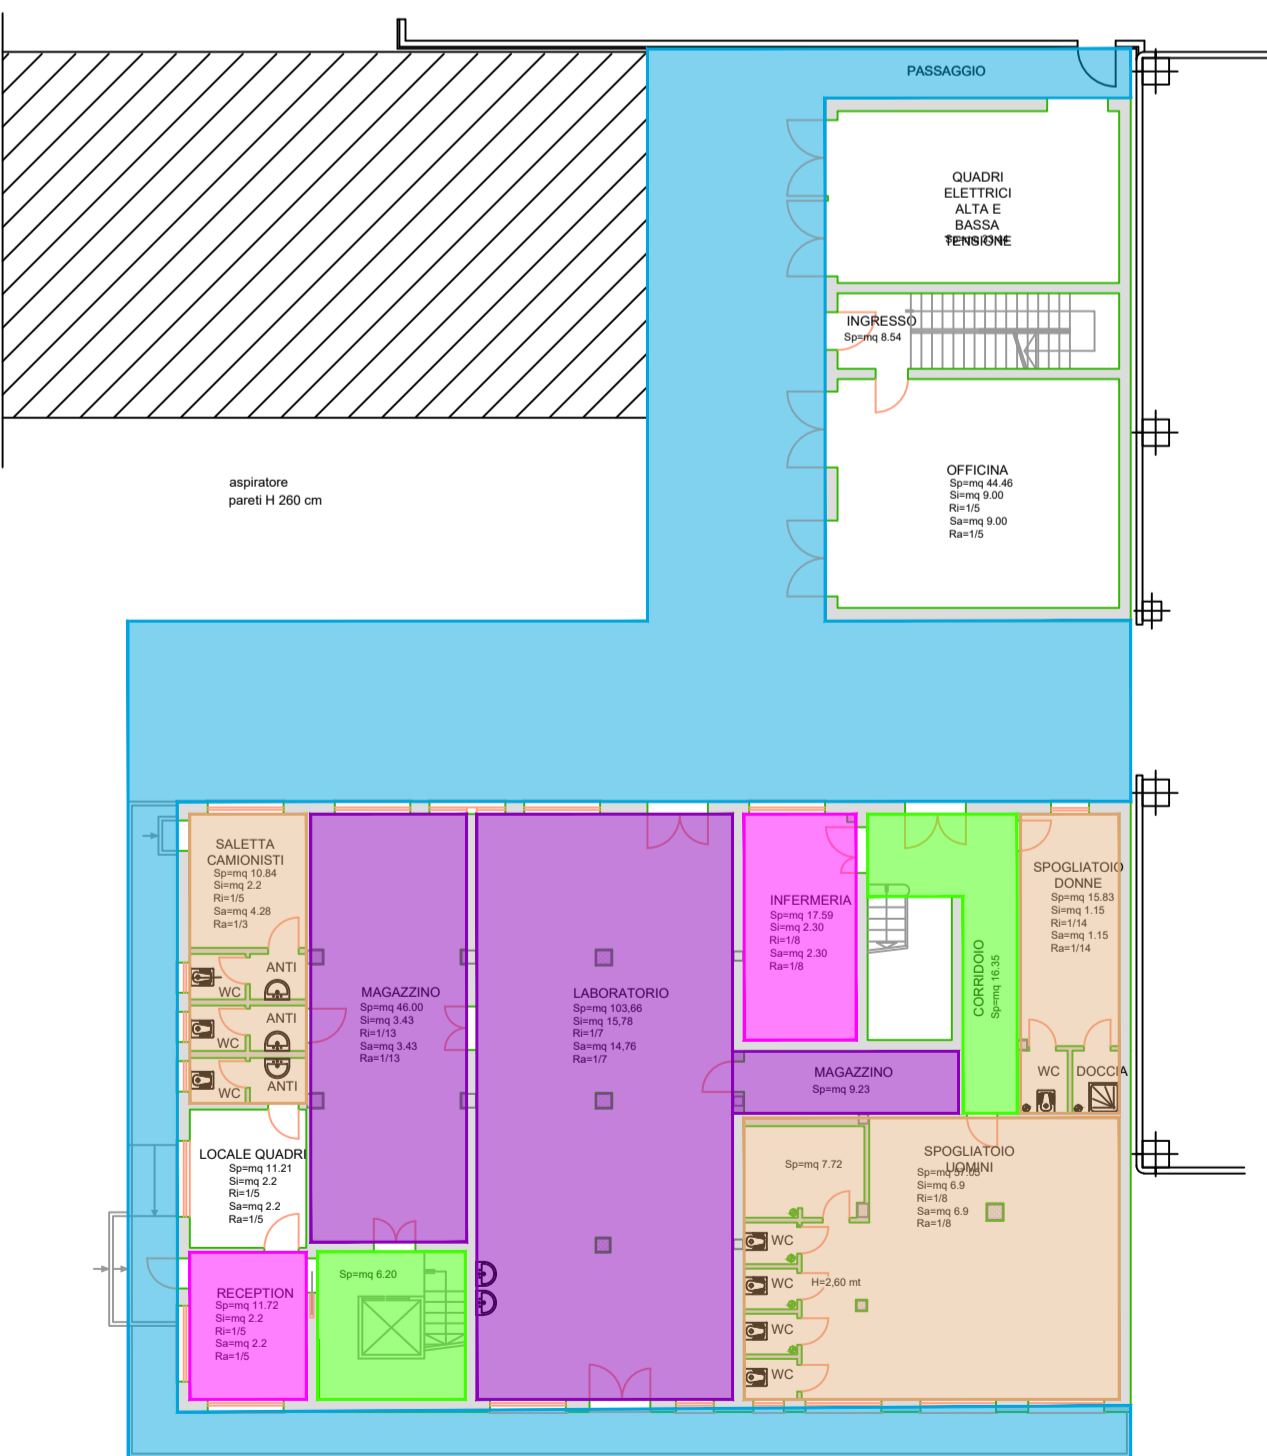 PASSAGGIO
QUADRI
ELETTRICI
ALTA E
BASSA
TENSIONE
INGRESSO
Sp=mq 8.54
OFFICINA
Sp=mq 44.46
Si=mq 9.00
Ri=1/5
Sa=mq 9.00
Ra=1/5
aspiratore
pareti H 260 cm
SALETTA
CAMIONISTI
Sp=mq 10.84
Si=mq 2.2
Ri=1/5
Sa=mq 4.28
Ra=1/3
ANTI
WC
ANTI
WC
ANTI
WC
LOCALE QUADRI
Sp=mq 11.21
Si=mq 2.2
Ri=1/5
Sa=mq 2.2
Ra=1/5
RECEPTION
Sp=mq 11.72
Si=mq 2.2
Ri=1/5
Sa=mq 2.2
Ra=1/5
MAGAZZINO
Sp=mq 46.00
Si=mq 3.43
Ri=1/13
Sa=mq 3.43
Ra=1/13
Sp=mq 6.20
LABORATORIO
Sp=mq 103,66
Si=mq 15,78
Ri=1/7
Sa=mq 14,76
Ra=1/7
INFERMERIA
Sp=mq 17.59
Si=mq 2.30
Ri=1/8
Sa=mq 2.30
Ra=1/8
CORRIDOIO
Sp=mq 16.35
SPOGLIATOIO
DONNE
Sp=mq 15.83
Si=mq 1.15
Ri=1/14
Sa=mq 1.15
Ra=1/14
WC
DOCCIA
MAGAZZINO
Sp=mq 9.23
SPOGLIATOIO
UOMINI
Sp=mq 57.05
Si=mq 6.9
Ri=1/8
Sa=mq 6.9
Ra=1/8
Sp=mq 7.72
WC
WC
H=2,60 mt
WC
WC